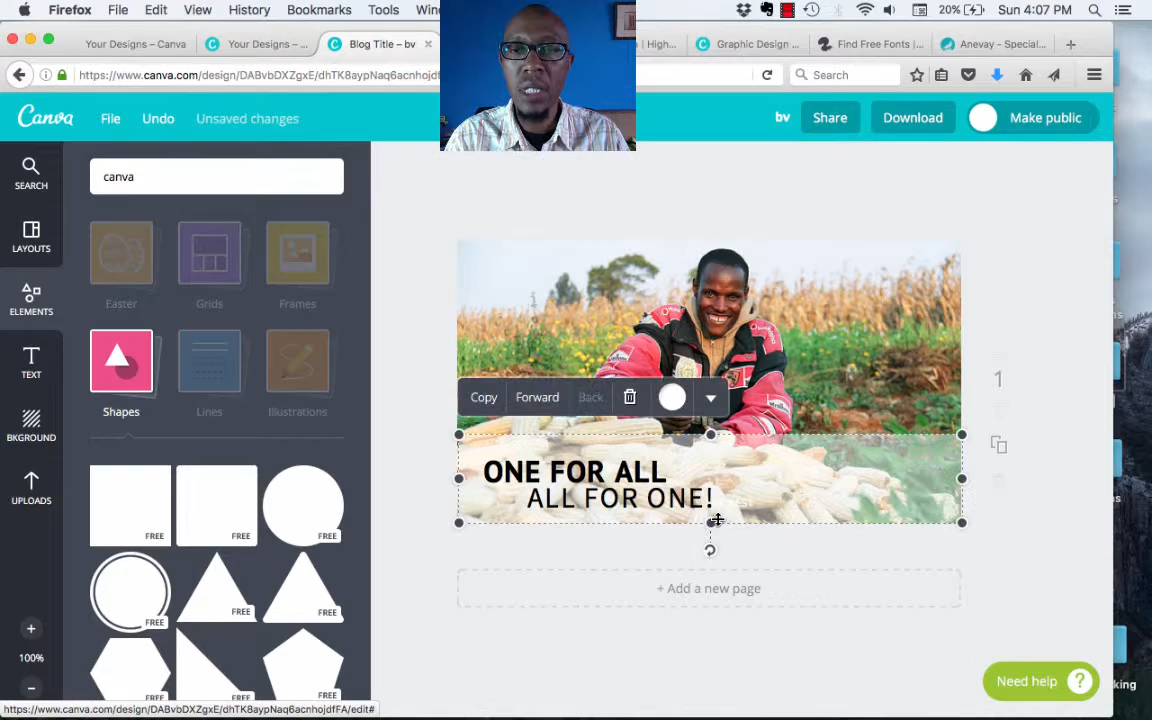 Firefox File Edit View History Bookmarks Tools 20% Sun 4:07 PM
Your Designs – Canva Your Designs – ... Blog Title – bv | High... Graphic Design ... Find Free Fonts |... Anevay - Special...
https://www.canva.com/design/DABvbDXZgxE/dhTK8aypNaq6acnhojdf Search
Canva File Undo Unsaved changes bv Share Download Make public
SEARCH
LAYOUTS
ELEMENTS
TEXT
BKGROUND
UPLOADS
100%
canva
Easter Grids Frames
Shapes Lines Illustrations
FREE FREE FREE
FREE FREE FREE
FREE FREE FREE
Copy Forward Back
ONE FOR ALL
ALL FOR ONE!
1
+ Add a new page
Need help ?
king
https://www.canva.com/design/DABvbDXZgxE/dhTK8aypNaq6acnhojdfFA/edit#